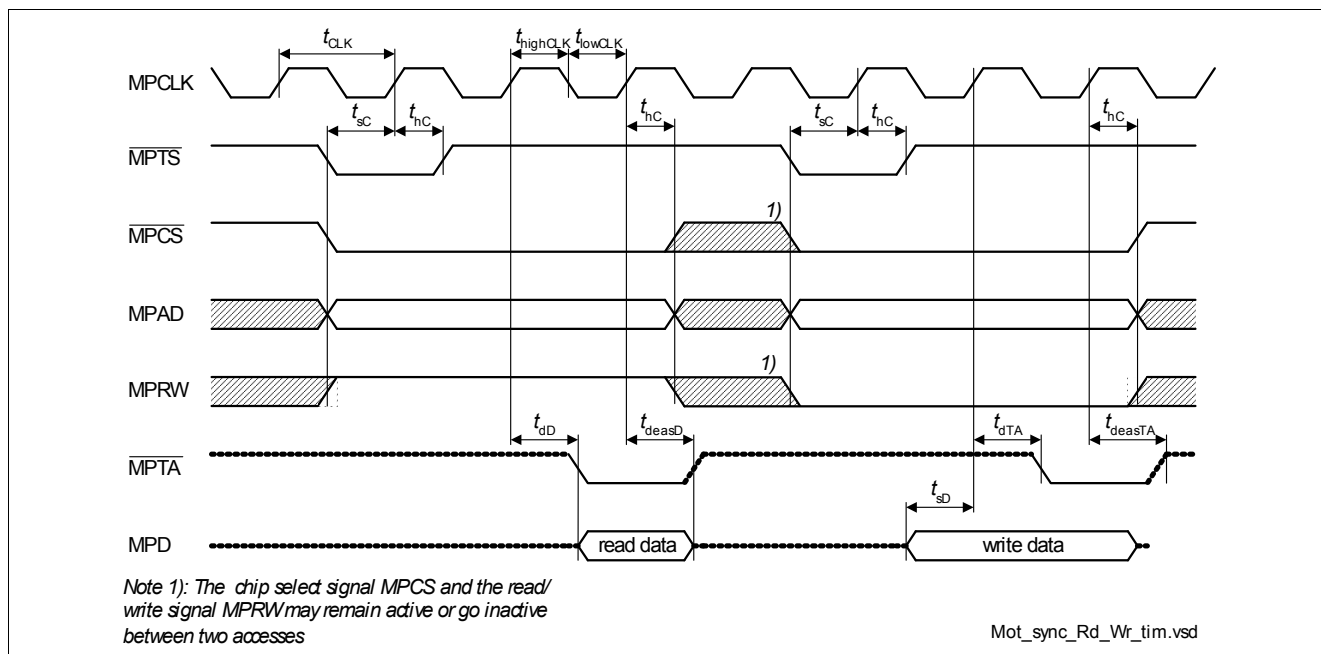 tCLK thighCLK tlowCLK
MPCLK
tsC thC thC tsC thC thC
MPTS
1)
MPCS
MPAD
1)
MPRW
tdD tdeasD tdTA tdeasTA
MPTA
tsD
MPD read data write data
Note 1): The chip select signal MPCS and the read/
write signal MPRW may remain active or go inactive
between two accesses
Mot_sync_Rd_Wr_tim.vsd